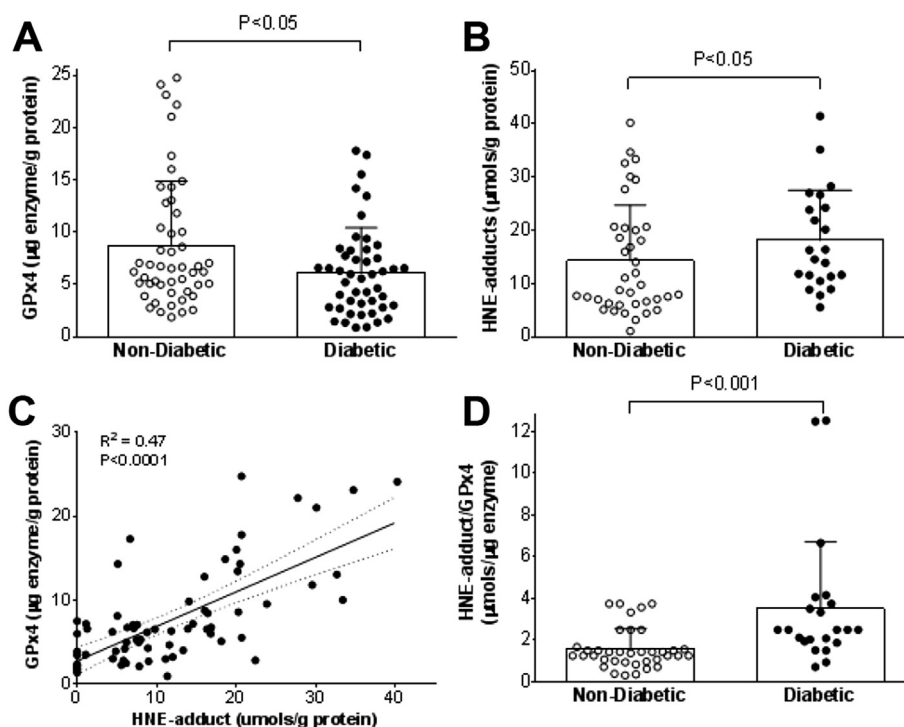 A
P<0.05
GPx4 (µg enzyme/g protein)
25
20
15
10
5
0
Non-Diabetic
Diabetic
B
P<0.05
HNE-adducts (µmols/g protein)
50
40
30
20
10
0
Non-Diabetic
Diabetic
C
R² = 0.47
P<0.0001
GPx4 (µg enzyme/g protein)
30
20
10
0
0
10
20
30
40
HNE-adduct (umols/g protein)
D
P<0.001
HNE-adduct/GPx4
(µmols/µg enzyme)
12
10
8
6
4
2
0
Non-Diabetic
Diabetic